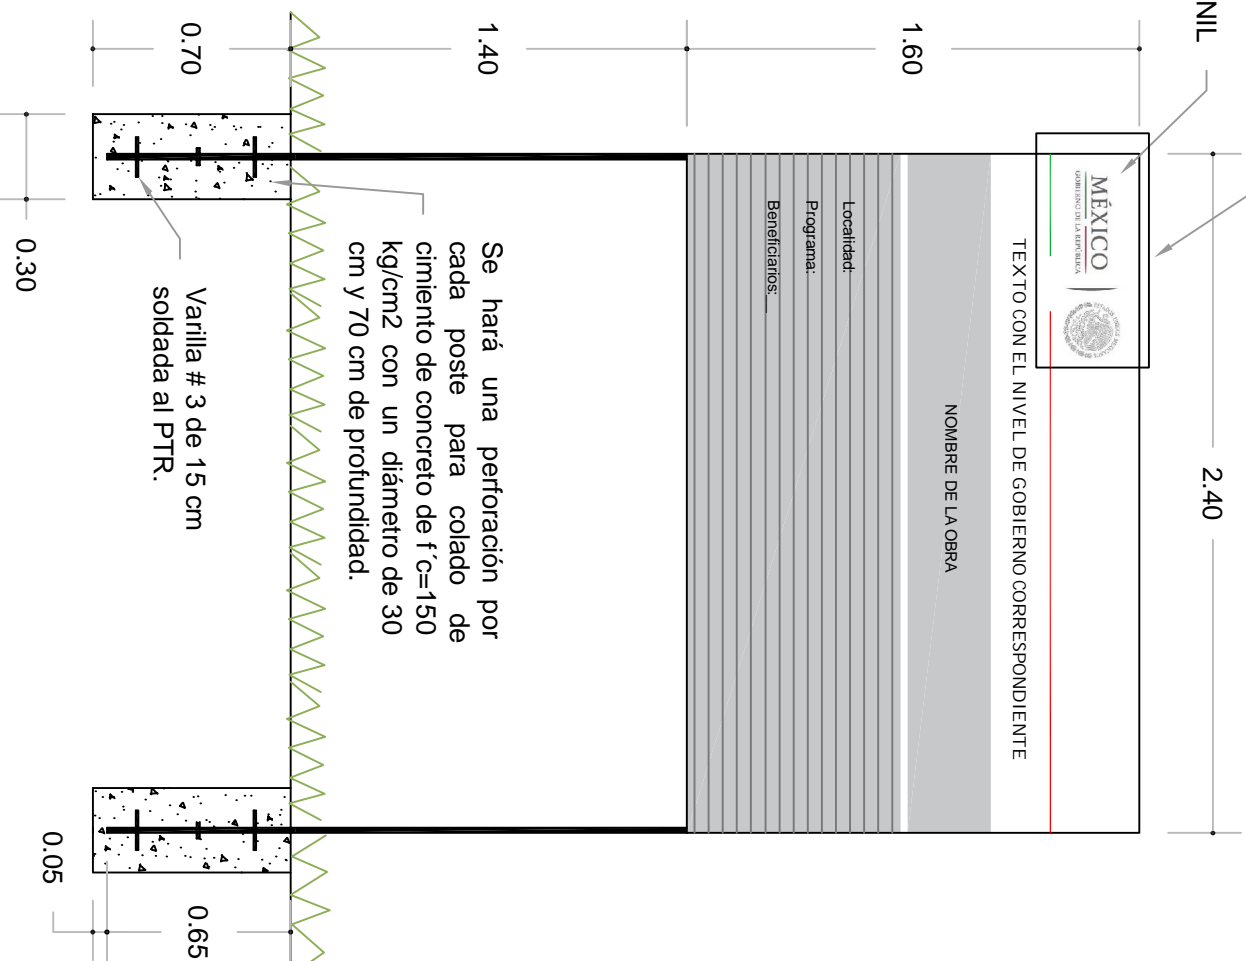 NIL
2.40
1.60
1.40
0.70
MÉXICO
GOBIERNO DE LA REPÚBLICA
ESTADOS UNIDOS MEXICANOS
TEXTO CON EL NIVEL DE GOBIERNO CORRESPONDIENTE
NOMBRE DE LA OBRA
Localidad:
Programa:
Beneficiarios:_
Se hará una perforación por
cada poste para colado de
cimiento de concreto de f´c=150
kg/cm2 con un diámetro de 30
cm y 70 cm de profundidad.
Varilla # 3 de 15 cm
soldada al PTR.
0.30
0.65
0.05